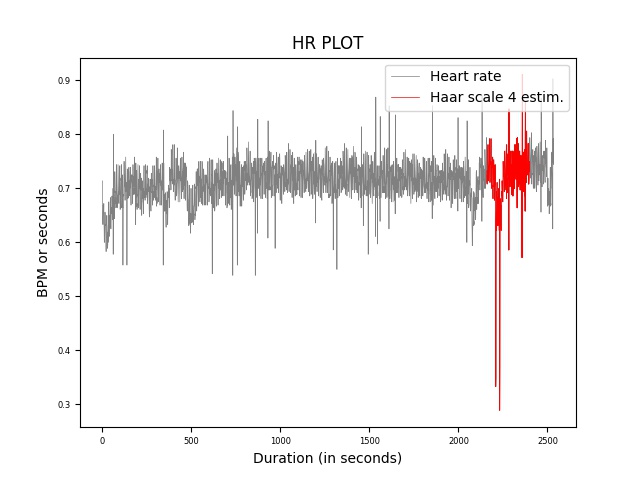 HR PLOT
Heart rate
Haar scale 4 estim.
BPM or seconds
0.9
0.8
0.7
0.6
0.5
0.4
0.3
0 500 1000 1500 2000 2500
Duration (in seconds)